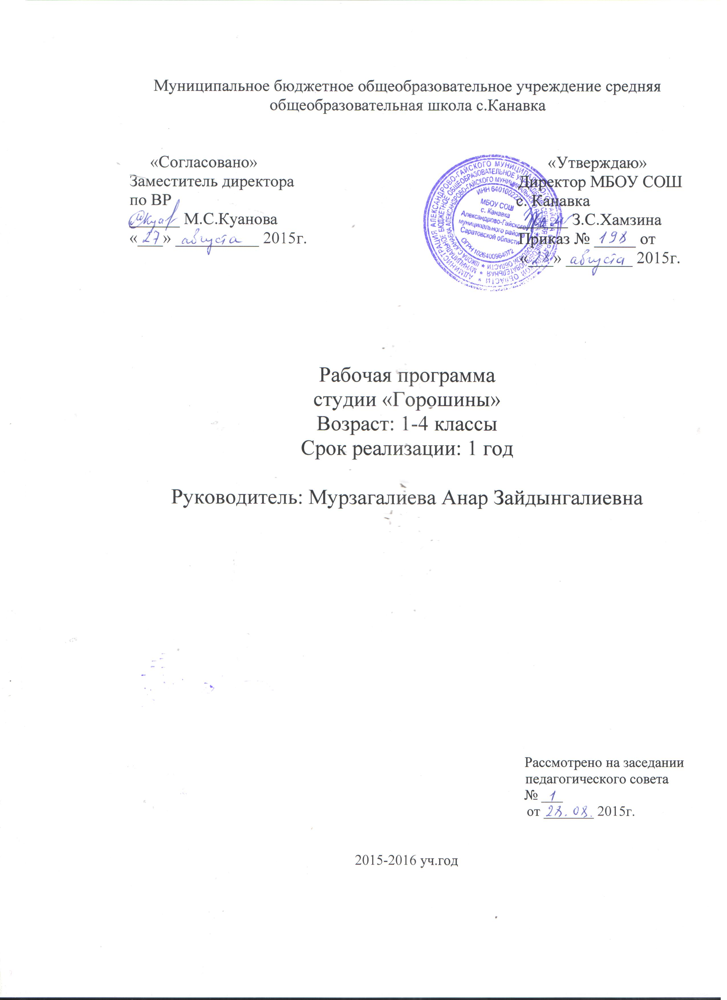 Муниципальное бюджетное общеобразовательное учреждение средняя
общеобразовательная школа с.Канавка
«Согласовано»
Заместитель директора
по ВР
М.С.Куанова
«27» августа 2015г.
«Утверждаю»
Директор МБОУ СОШ
с. Канавка
З.С.Хамзина
Приказ № 198 от
«28» августа 2015г.
ИНН 640100222
МБОУ СОШ
с. Канавка
Александрово-Гайского
муниципального района
Саратовской области
ОГРН 1026400964072
Рабочая программа
студии «Горошины»
Возраст: 1-4 классы
Срок реализации: 1 год
Руководитель: Мурзагалиева Анар Зайдынгалиевна
Рассмотрено на заседании
педагогического совета
№ 1
от 28.08. 2015г.
2015-2016 уч.год